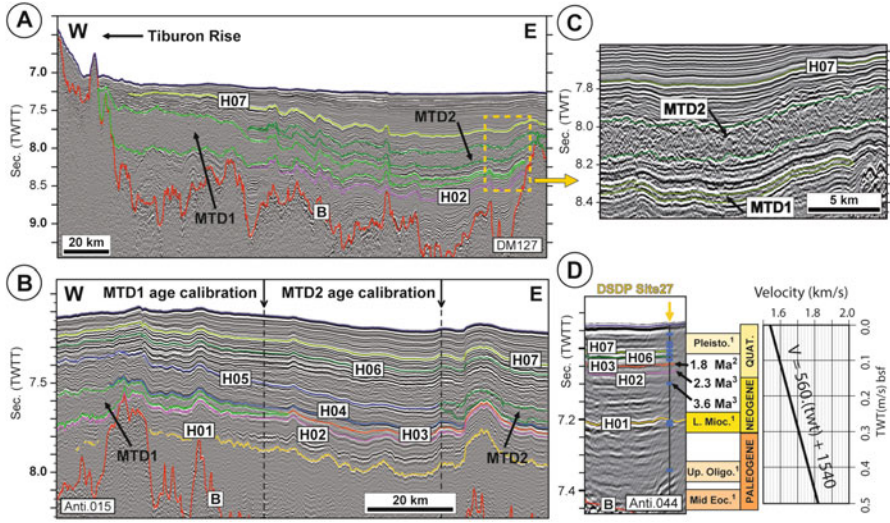 A
W
Tiburon Rise
E
7.0
7.5
8.0
8.5
9.0
Sec. (TWTT)
H07
MTD2
H02
MTD1
B
20 km
DM127
C
Sec. (TWT)
7.8
8.0
8.2
8.4
H07
MTD2
MTD1
5 km
B
W
MTD1 age calibration
MTD2 age calibration
E
Sec. (TWTT)
7.5
8.0
H07
H06
H05
H04
H03
H02
H01
MTD1
MTD2
B
20 km
Anti.015
D
DSDP Site27
Sec. (TWTT)
7.0
7.2
7.4
H07
H06
H03
H02
H01
B
Anti.044
Pleisto.¹
1.8 Ma²
2.3 Ma³
3.6 Ma³
L. Mioc.¹
Up. Oligo.¹
Mid Eoc.¹
QUAT.
NEOGENE
PALEOGENE
Velocity (km/s)
1.6 1.8 2.0
V = 560.(twt) + 1540
0.0
0.1
0.2
0.3
0.4
0.5
TWT(m/s) bsf